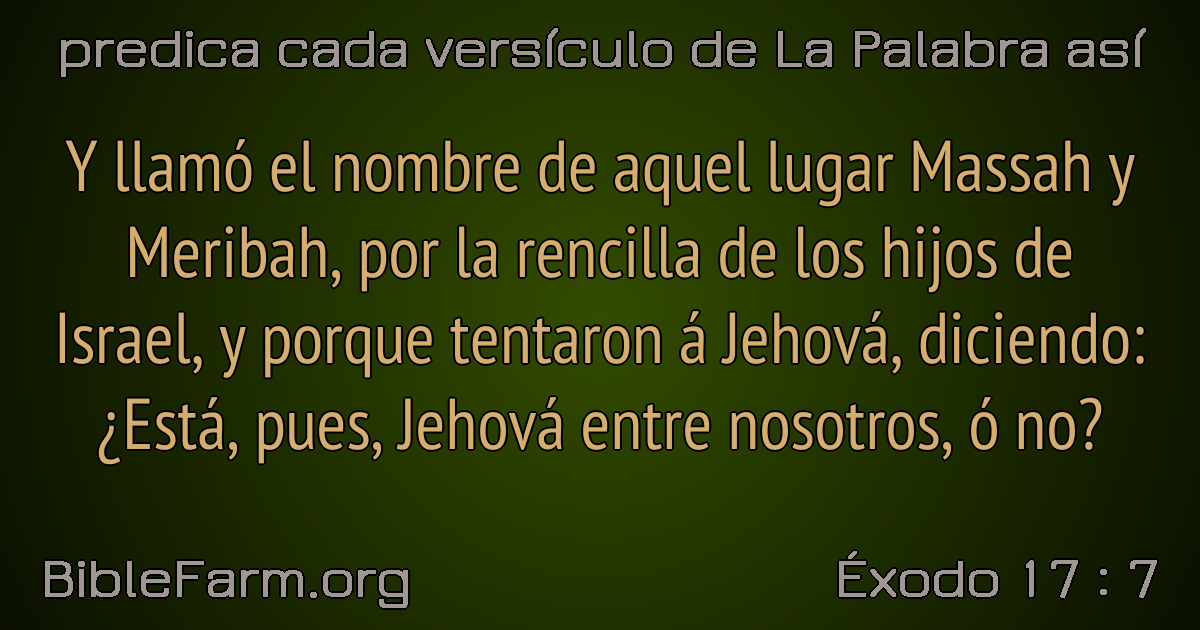 predica cada versículo de La Palabra así
Y llamó el nombre de aquel lugar Massah y
Meribah, por la rencilla de los hijos de
Israel, y porque tentaron á Jehová, diciendo:
¿Está, pues, Jehová entre nosotros, ó no?
BibleFarm.org
Éxodo 17 : 7